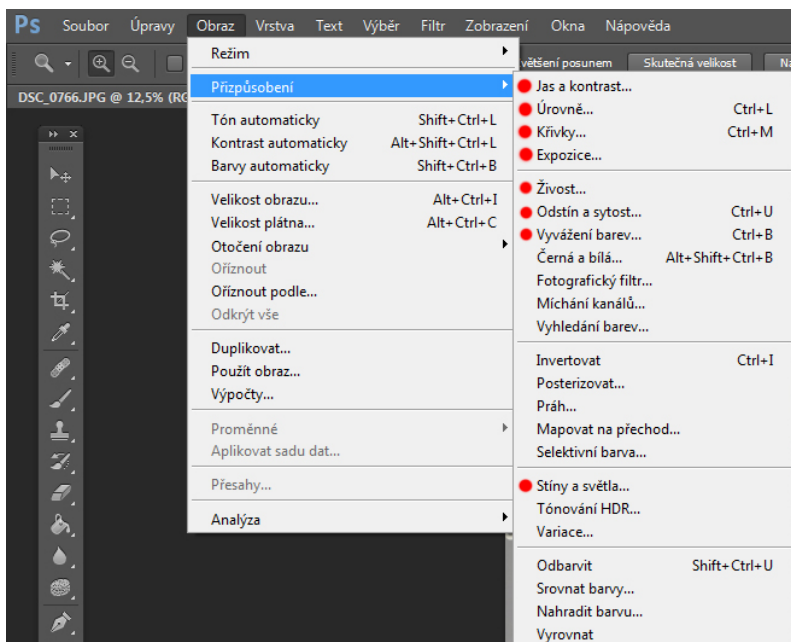 Ps Soubor Úpravy Obraz Vrstva Text Výběr Filtr Zobrazení Okna Nápověda
většení posunem Skutečná velikost
DSC_0766.JPG @ 12,5%
Režim
Přizpůsobení
Tón automaticky Shift+Ctrl+L
Kontrast automaticky Alt+Shift+Ctrl+L
Barvy automaticky Shift+Ctrl+B
Velikost obrazu... Alt+Ctrl+I
Velikost plátna... Alt+Ctrl+C
Otočení obrazu
Oříznout
Oříznout podle...
Odkrýt vše
Duplikovat...
Použít obraz...
Výpočty...
Proměnné
Aplikovat sadu dat...
Přesahy...
Analýza
Jas a kontrast...
Úrovně... Ctrl+L
Křivky... Ctrl+M
Expozice...
Živost...
Odstín a sytost... Ctrl+U
Vyvážení barev... Ctrl+B
Černá a bílá... Alt+Shift+Ctrl+B
Fotografický filtr...
Míchání kanálů...
Vyhledání barev...
Invertovat Ctrl+I
Posterizovat...
Práh...
Mapovat na přechod...
Selektivní barva...
Stíny a světla...
Tónování HDR...
Variace...
Odbarvit Shift+Ctrl+U
Srovnat barvy...
Nahradit barvu...
Vyrovnat